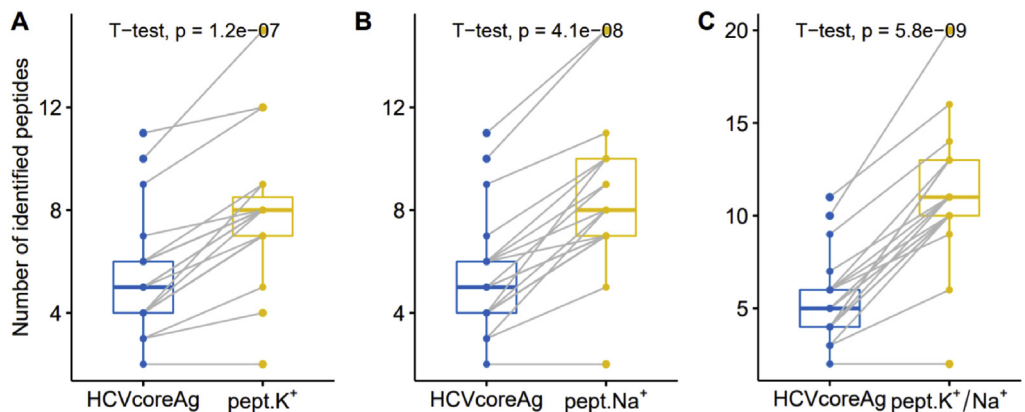 A
B
C
T-test, p = 1.2e-07
T-test, p = 4.1e-08
T-test, p = 5.8e-09
Number of identified peptides
12
8
4
12
8
4
20
15
10
5
HCVcoreAg pept.K⁺
HCVcoreAg pept.Na⁺
HCVcoreAg pept.K⁺/Na⁺